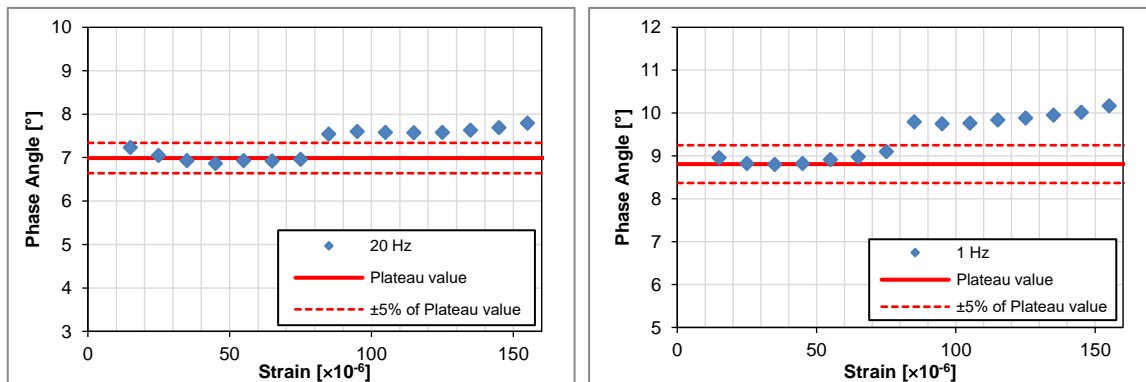 10
9
8
7
6
5
4
3
0
50
100
150
Phase Angle [°]
Strain [×10⁻⁶]
20 Hz
Plateau value
±5% of Plateau value
12
11
10
9
8
7
6
5
0
50
100
150
Phase Angle [°]
Strain [×10⁻⁶]
1 Hz
Plateau value
±5% of Plateau value